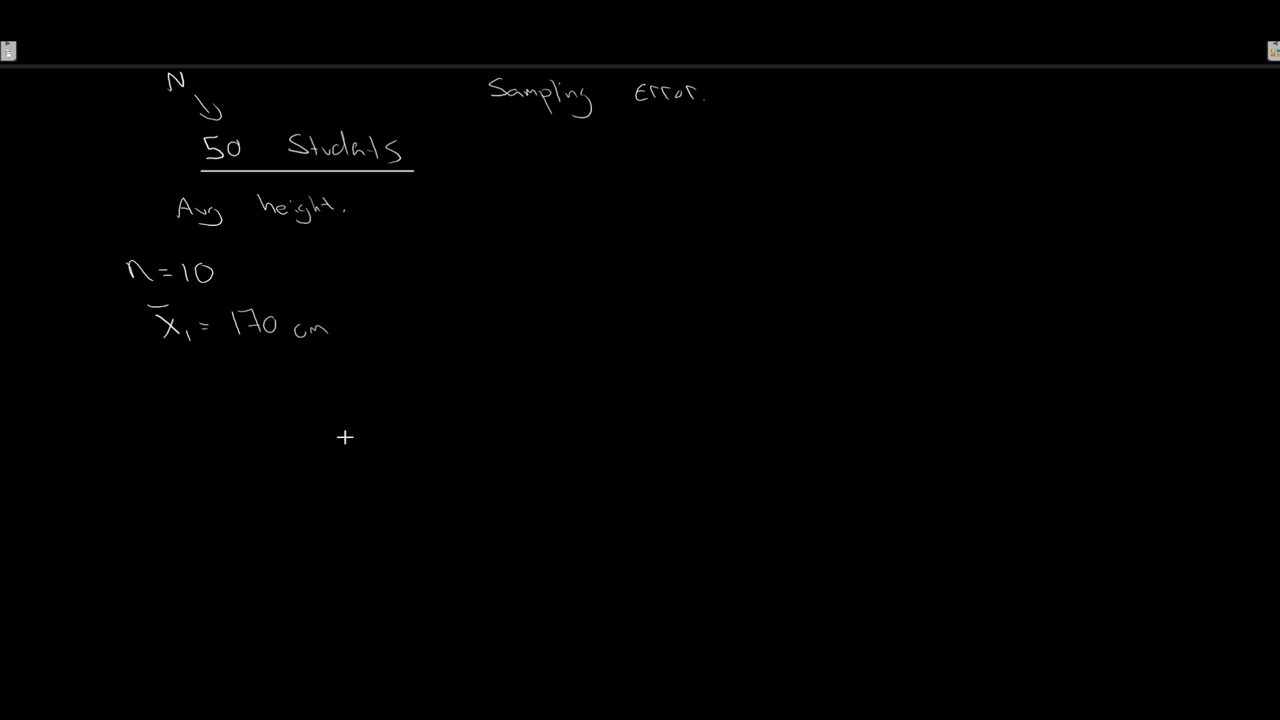 N
Sampling Error.
50 Students
Avg height.
n = 10
x̄₁ = 170 cm